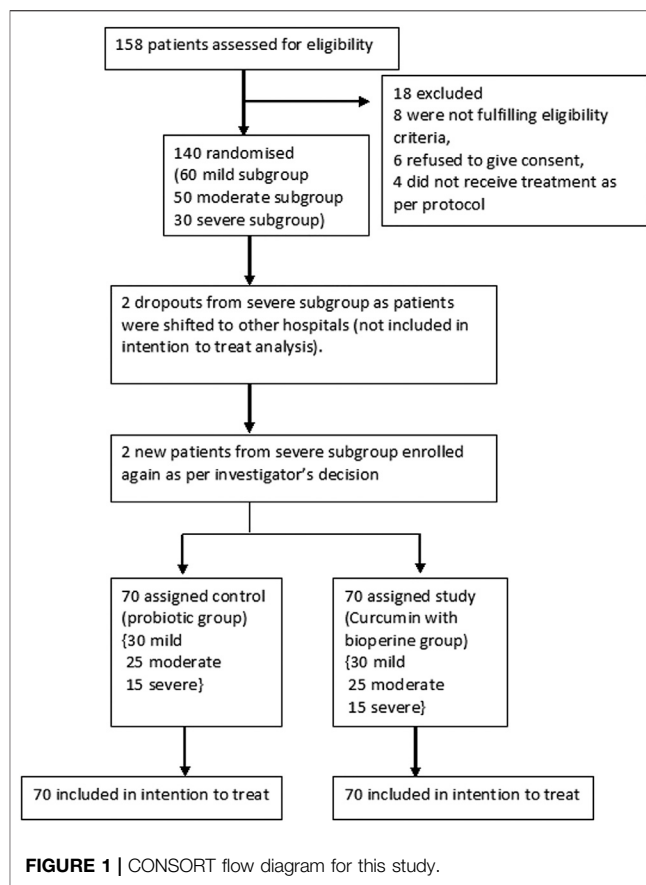 158 patients assessed for eligibility
18 excluded
8 were not fulfilling eligibility
criteria,
6 refused to give consent,
4 did not receive treatment as
per protocol
140 randomised
(60 mild subgroup
50 moderate subgroup
30 severe subgroup)
2 dropouts from severe subgroup as patients
were shifted to other hospitals (not included in
intention to treat analysis).
2 new patients from severe subgroup enrolled
again as per investigator’s decision
70 assigned control
(probiotic group)
{30 mild
25 moderate
15 severe}
70 assigned study
(Curcumin with
bioperine group)
{30 mild
25 moderate
15 severe}
70 included in intention to treat
70 included in intention to treat
FIGURE 1 | CONSORT flow diagram for this study.